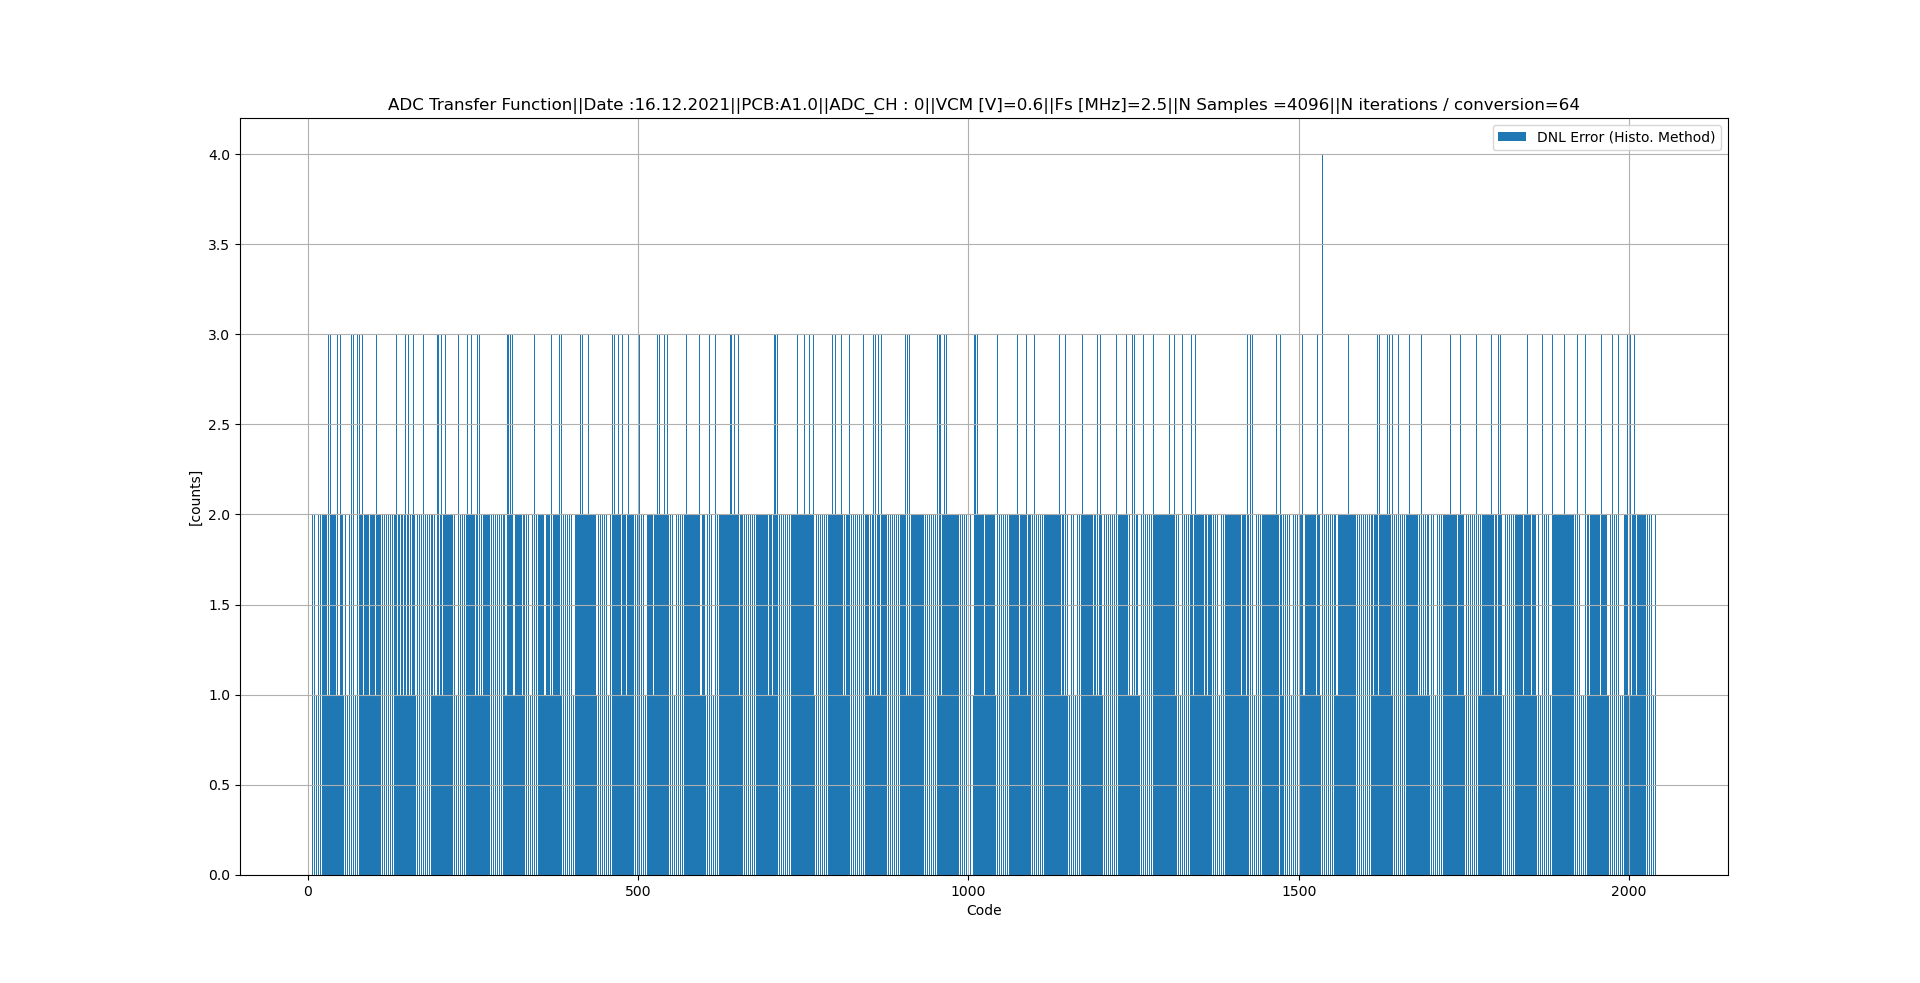 ADC Transfer Function||Date :16.12.2021||PCB:A1.0||ADC_CH : 0||VCM [V]=0.6||Fs [MHz]=2.5||N Samples =4096||N iterations / conversion=64
DNL Error (Histo. Method)
4.0
3.5
3.0
2.5
2.0
1.5
1.0
0.5
0.0
[counts]
0 500 1000 1500 2000
Code